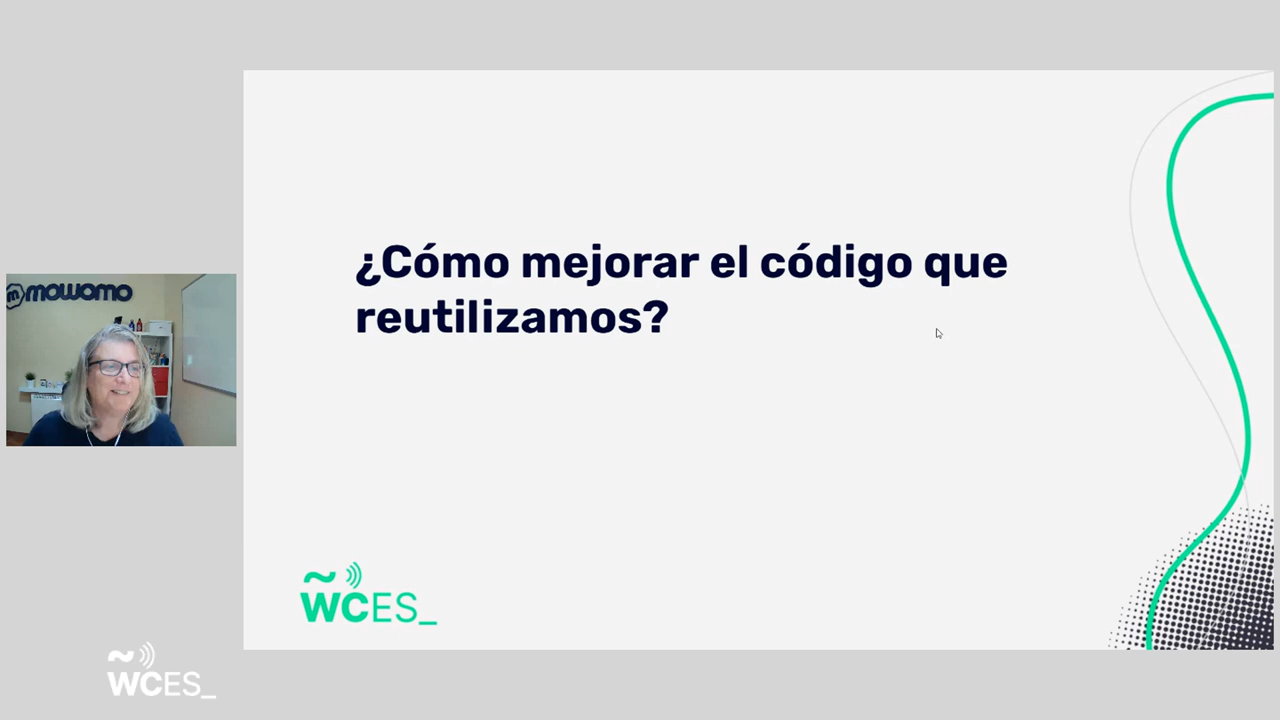 ¿Cómo mejorar el código que
reutilizamos?
mowomo
WCES_
WCES_